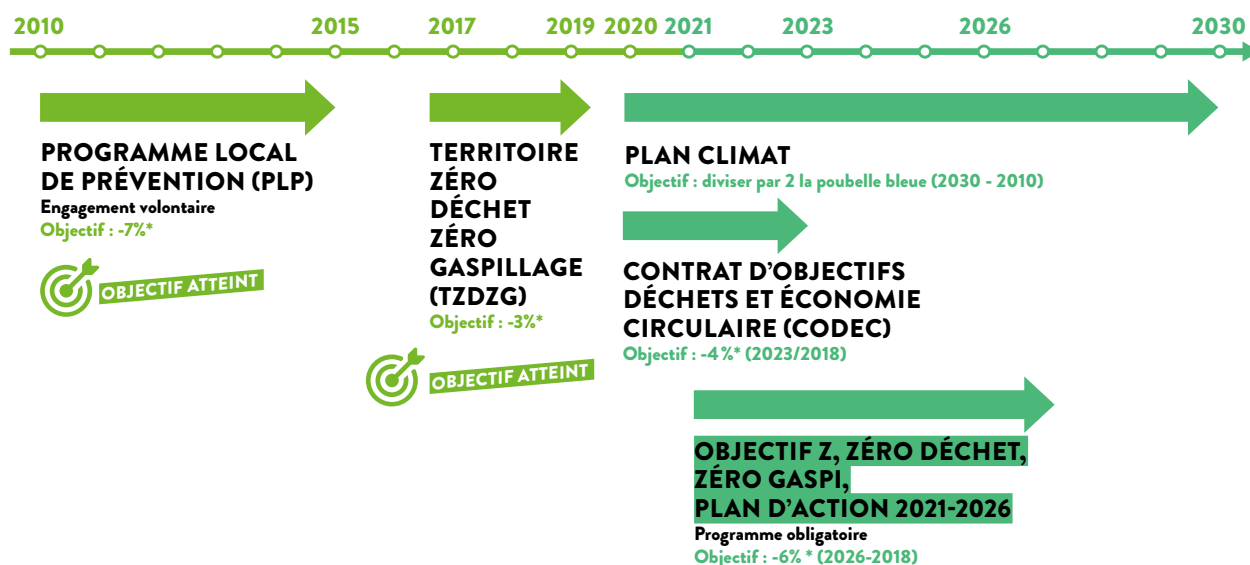 2010 2015 2017 2019 2020 2021 2023 2026 2030
PROGRAMME LOCAL
DE PRÉVENTION (PLP)
Engagement volontaire
Objectif : -7%*
OBJECTIF ATTEINT
TERRITOIRE
ZÉRO
DÉCHET
ZÉRO
GASPILLAGE
(TZDZG)
Objectif : -3%*
OBJECTIF ATTEINT
PLAN CLIMAT
Objectif : diviser par 2 la poubelle bleue (2030 - 2010)
CONTRAT D'OBJECTIFS
DÉCHETS ET ÉCONOMIE
CIRCULAIRE (CODEC)
Objectif : -4%* (2023/2018)
OBJECTIF Z, ZÉRO DÉCHET,
ZÉRO GASPI,
PLAN D'ACTION 2021-2026
Programme obligatoire
Objectif : -6% * (2026-2018)